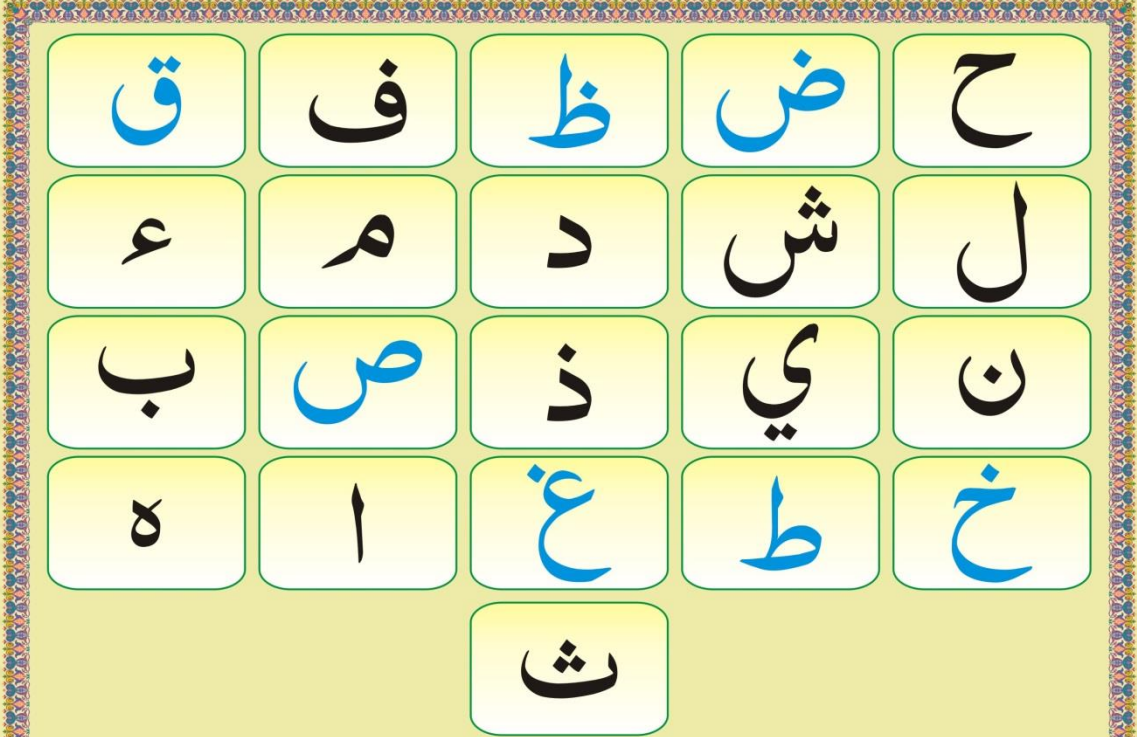 ح ض ظ ف ق
ل ش د م ء
ن ي ذ ص ب
خ ط غ ا ه
ث